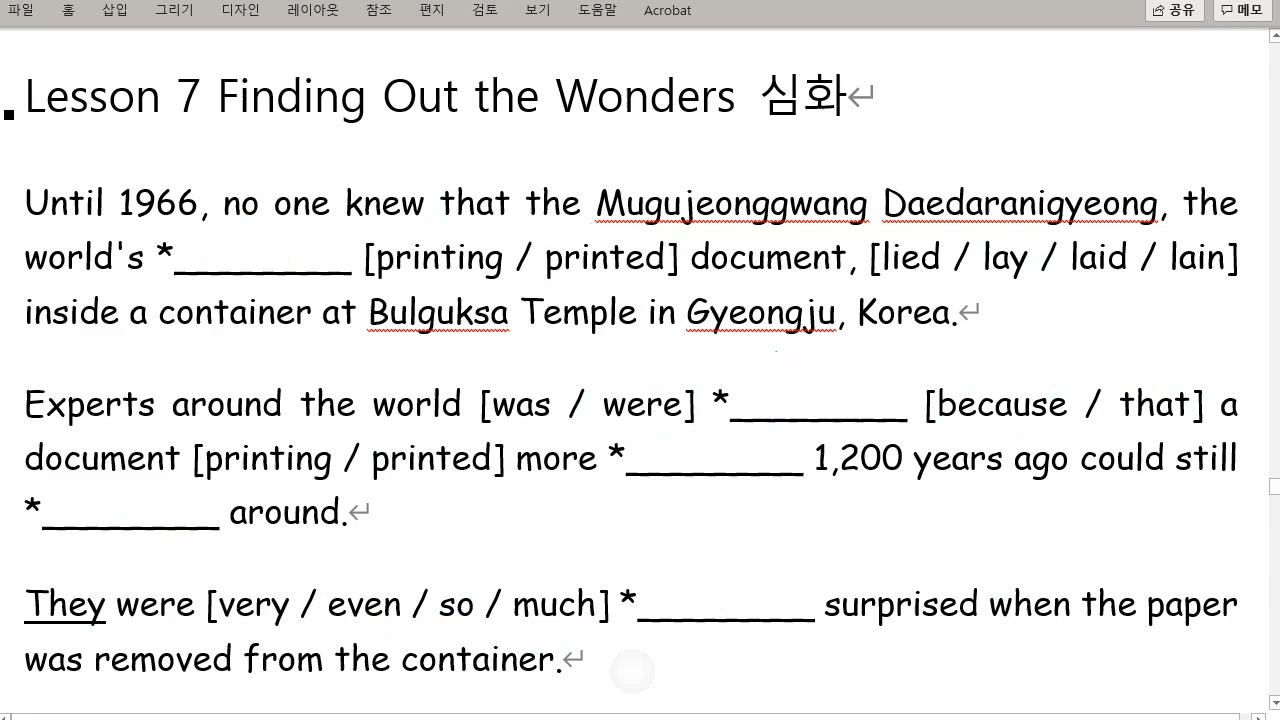 파일 홈 삽입 그리기 디자인 레이아웃 참조 편지 검토 보기 도움말 Acrobat 공유 메모
Lesson 7 Finding Out the Wonders 심화↵
Until 1966, no one knew that the Mugujeonggwang Daedaranigyeong, the
world's *________ [printing / printed] document, [lied / lay / laid / lain]
inside a container at Bulguksa Temple in Gyeongju, Korea.↵
Experts around the world [was / were] *________ [because / that] a
document [printing / printed] more *________ 1,200 years ago could still
*________ around.↵
They were [very / even / so / much] *________ surprised when the paper
was removed from the container.↵